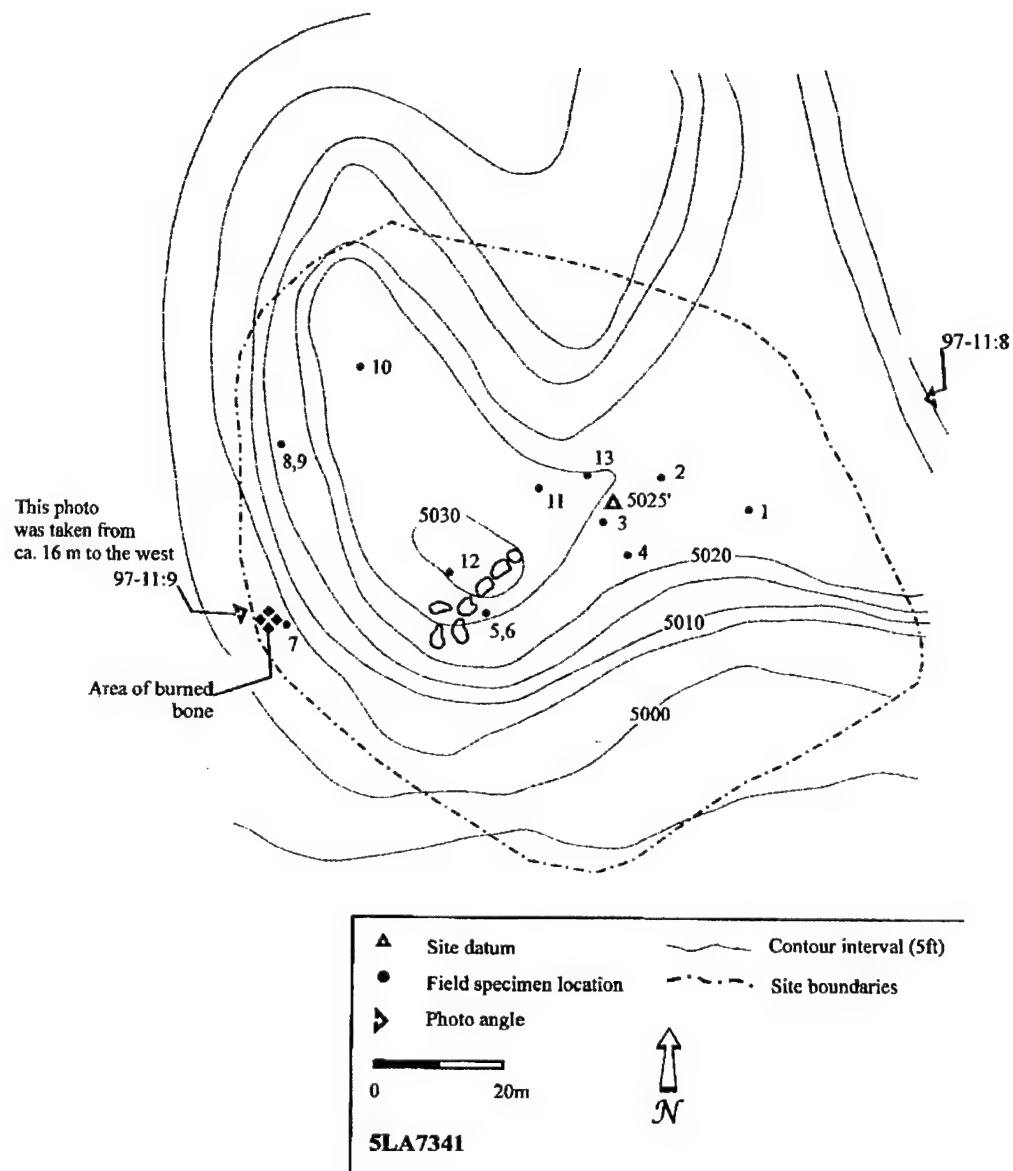 97-11:8
10
8,9
13
2
11
5025'
1
3
This photo
was taken from
ca. 16 m to the west
5030
4
5020
12
97-11:9
5,6
5010
7
Area of burned
bone
5000
Site datum
Contour interval (5ft)
Field specimen location
Site boundaries
Photo angle
0
20m
N
5LA7341